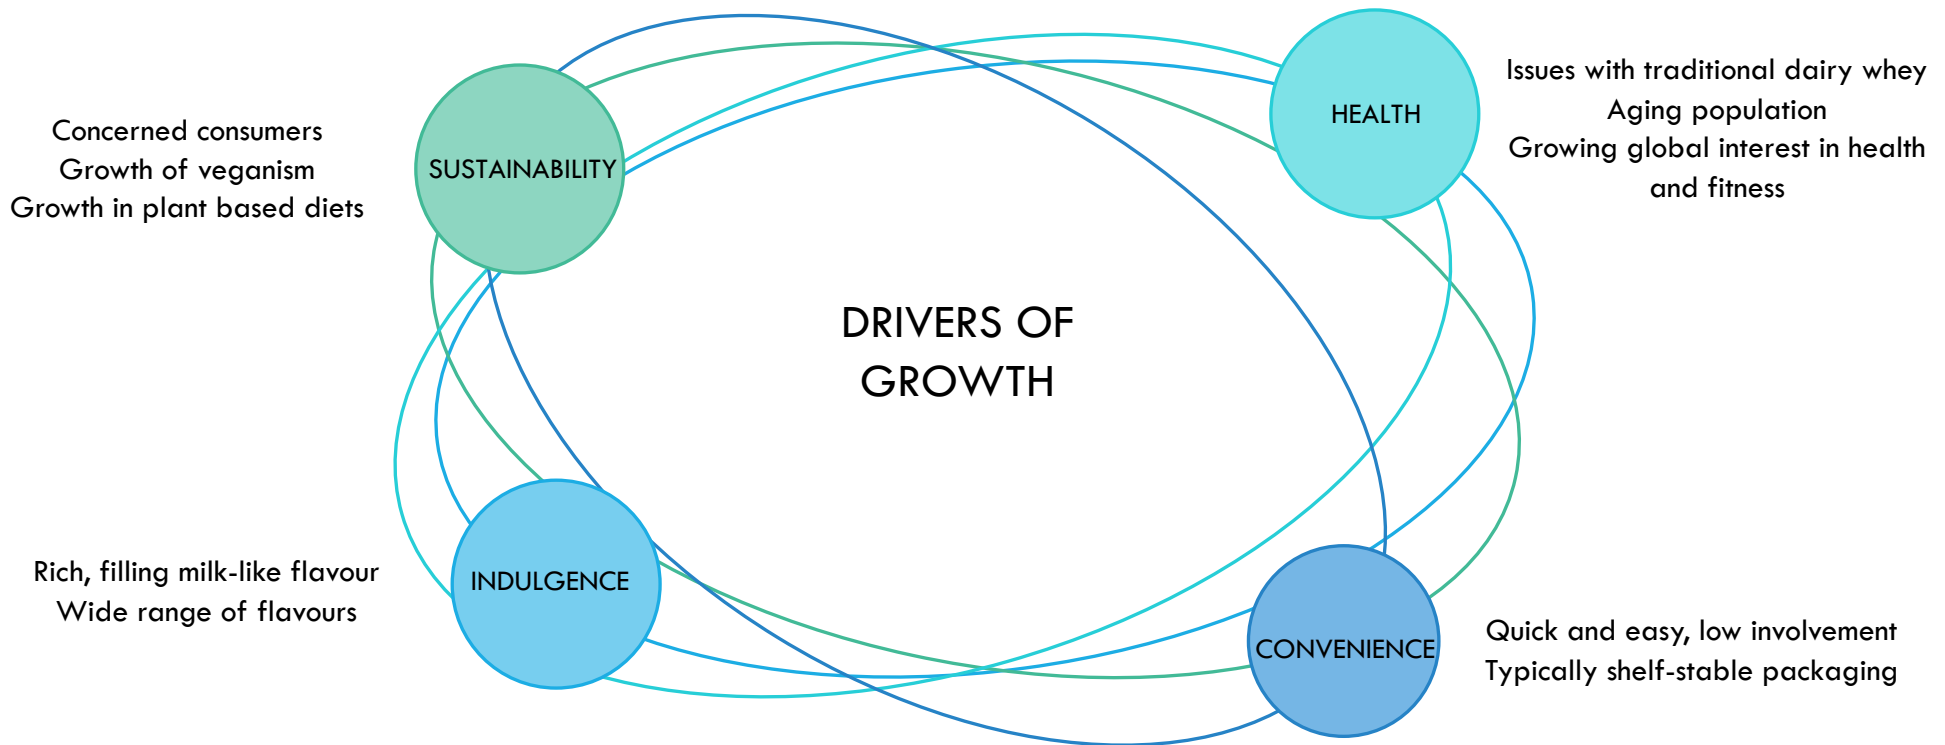 SUSTAINABILITY
Concerned consumers
Growth of veganism
Growth in plant based diets
HEALTH
Issues with traditional dairy whey
Aging population
Growing global interest in health
and fitness
DRIVERS OF
GROWTH
INDULGENCE
Rich, filling milk-like flavour
Wide range of flavours
CONVENIENCE
Quick and easy, low involvement
Typically shelf-stable packaging